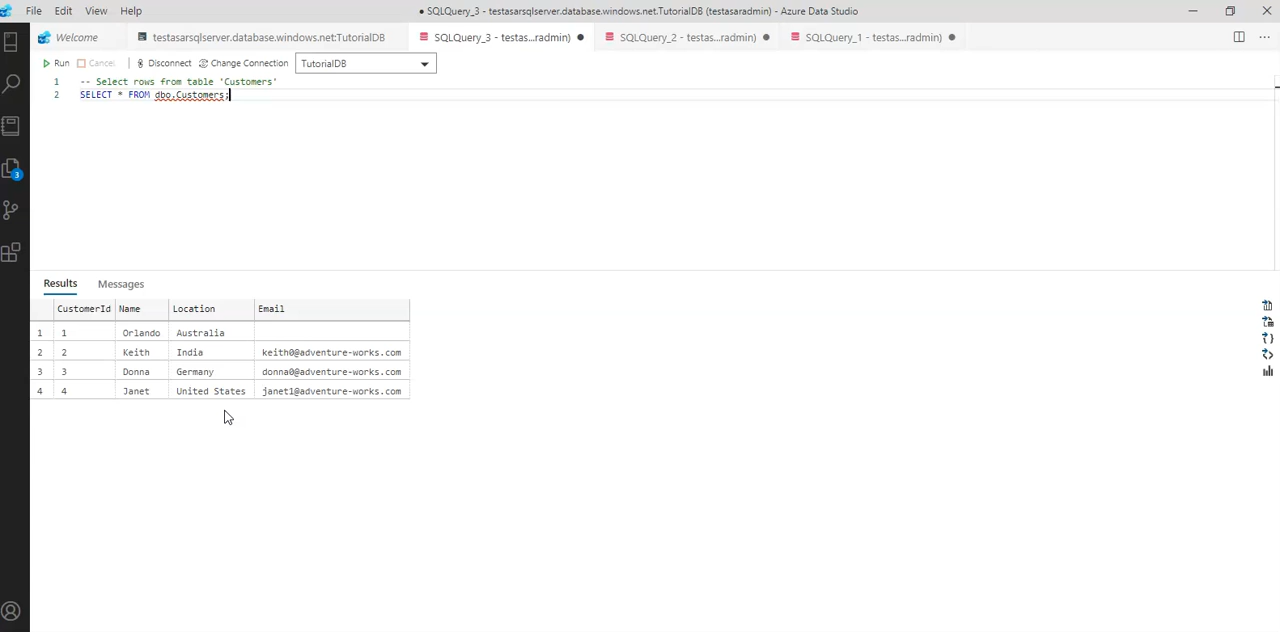 File Edit View Help
● SQLQuery_3 - testasarsqlserver.database.windows.net.TutorialDB (testasaradmin) - Azure Data Studio
Welcome
testasarsqlserver.database.windows.net:TutorialDB
SQLQuery_3 - testas...radmin) ●
SQLQuery_2 - testas...radmin) ●
SQLQuery_1 - testas...radmin) ●
Run Cancel Disconnect Change Connection TutorialDB
1 -- Select rows from table 'Customers'
2 SELECT * FROM dbo.Customers;
3
Results Messages
CustomerId Name Location Email
1 1 Orlando Australia
2 2 Keith India keith0@adventure-works.com
3 3 Donna Germany donna0@adventure-works.com
4 4 Janet United States janet1@adventure-works.com